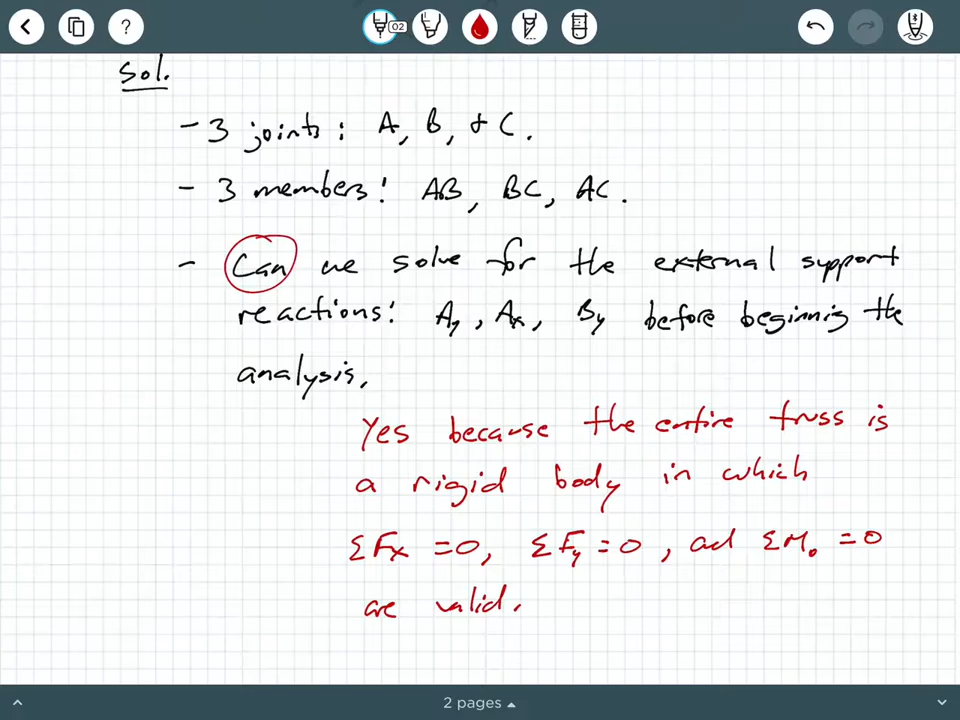 ?
02
Sol.
- 3 joints: A, B, & C.
- 3 members: AB, BC, AC.
- Can we solve for the external support
reactions: Ay, Ax, By before beginning the
analysis.
Yes because the entire truss is
a rigid body in which
ΣFx = 0, ΣFy = 0, ad ΣMo = 0
are valid.
2 pages